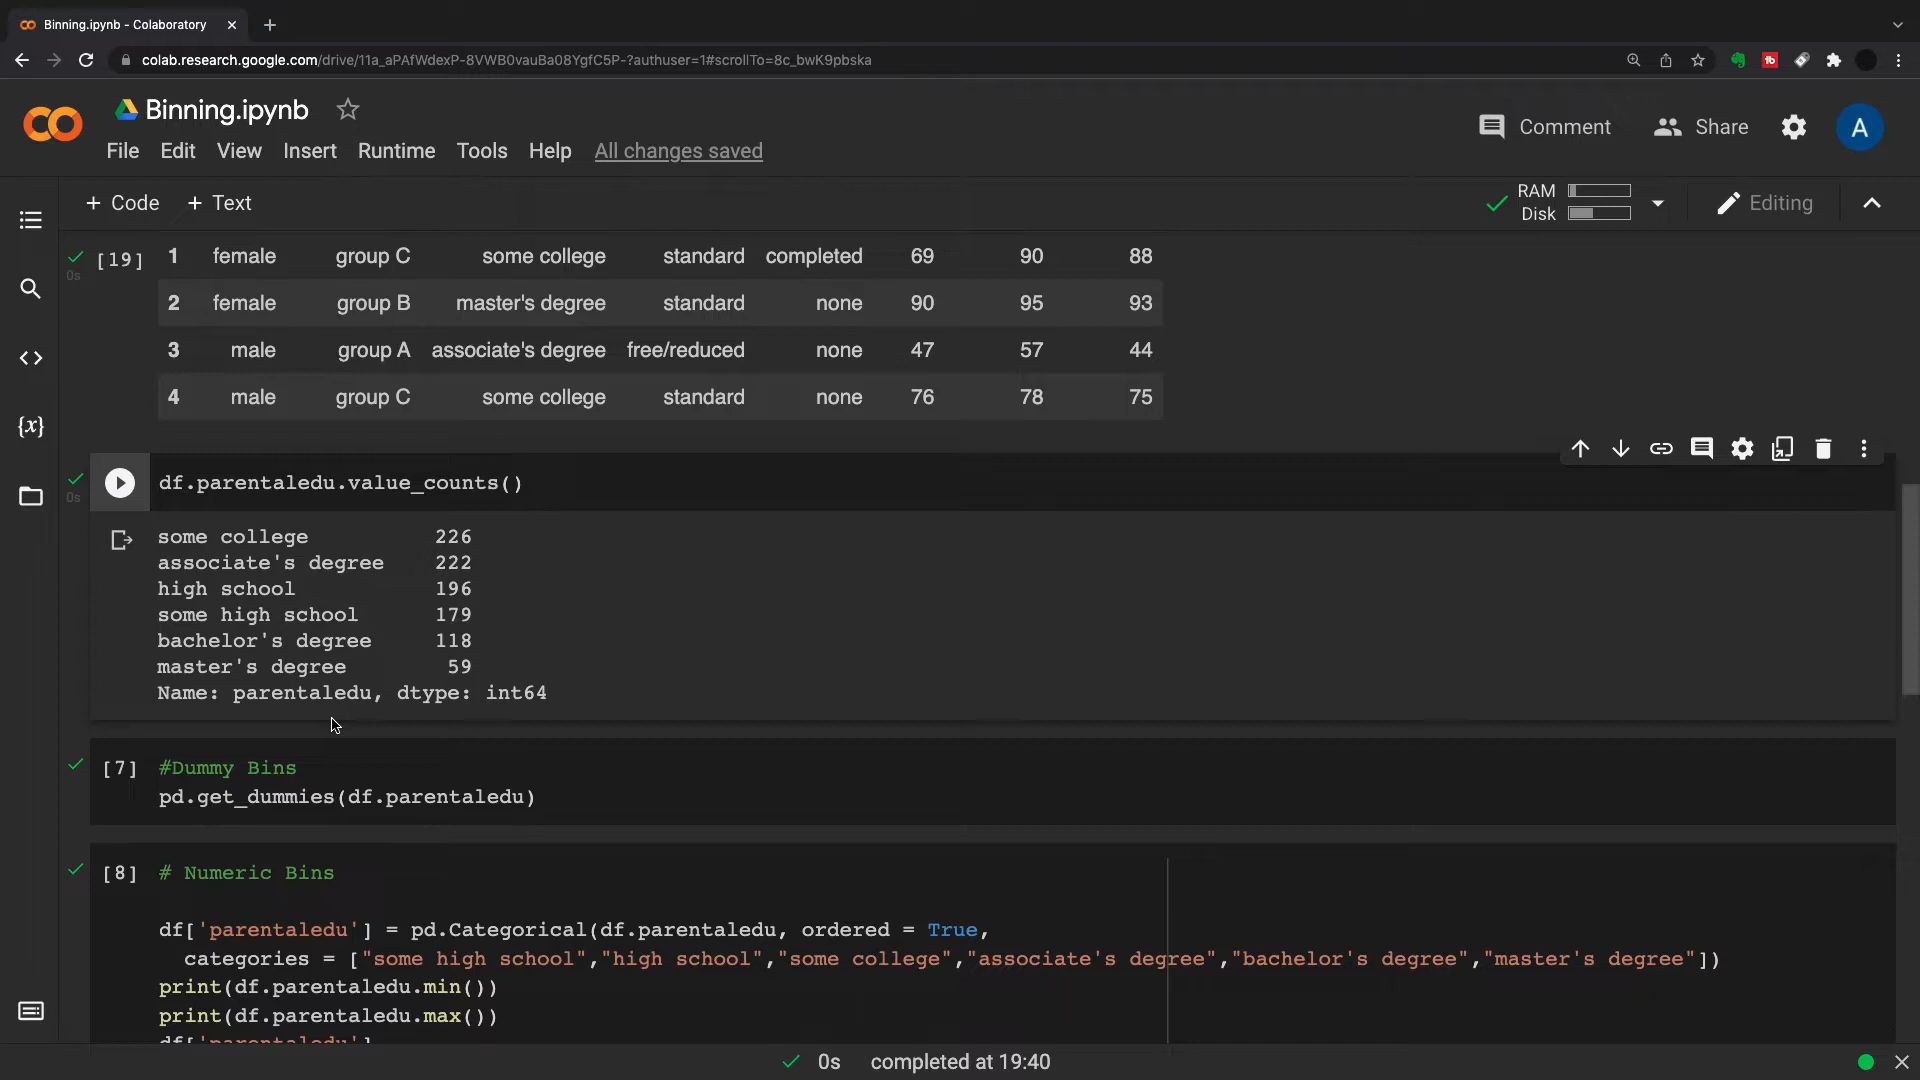 Binning.ipynb - Colaboratory
colab.research.google.com/drive/11a_aPAfWdexP-8VWB0vauBa08YgfC5P-?authuser=1#scrollTo=8c_bwK9pbska
Binning.ipynb
Comment
Share
A
File Edit View Insert Runtime Tools Help All changes saved
+ Code + Text
RAM
Disk
Editing
[19] 1 female group C some college standard completed 69 90 88
0s
2 female group B master's degree standard none 90 95 93
3 male group A associate's degree free/reduced none 47 57 44
4 male group C some college standard none 76 78 75
df.parentaledu.value_counts()
0s
some college 226
associate's degree 222
high school 196
some high school 179
bachelor's degree 118
master's degree 59
Name: parentaledu, dtype: int64
[7] #Dummy Bins
pd.get_dummies(df.parentaledu)
[8] # Numeric Bins
df['parentaledu'] = pd.Categorical(df.parentaledu, ordered = True,
categories = ["some high school","high school","some college","associate's degree","bachelor's degree","master's degree"])
print(df.parentaledu.min())
print(df.parentaledu.max())
df['parentaledu']
0s completed at 19:40